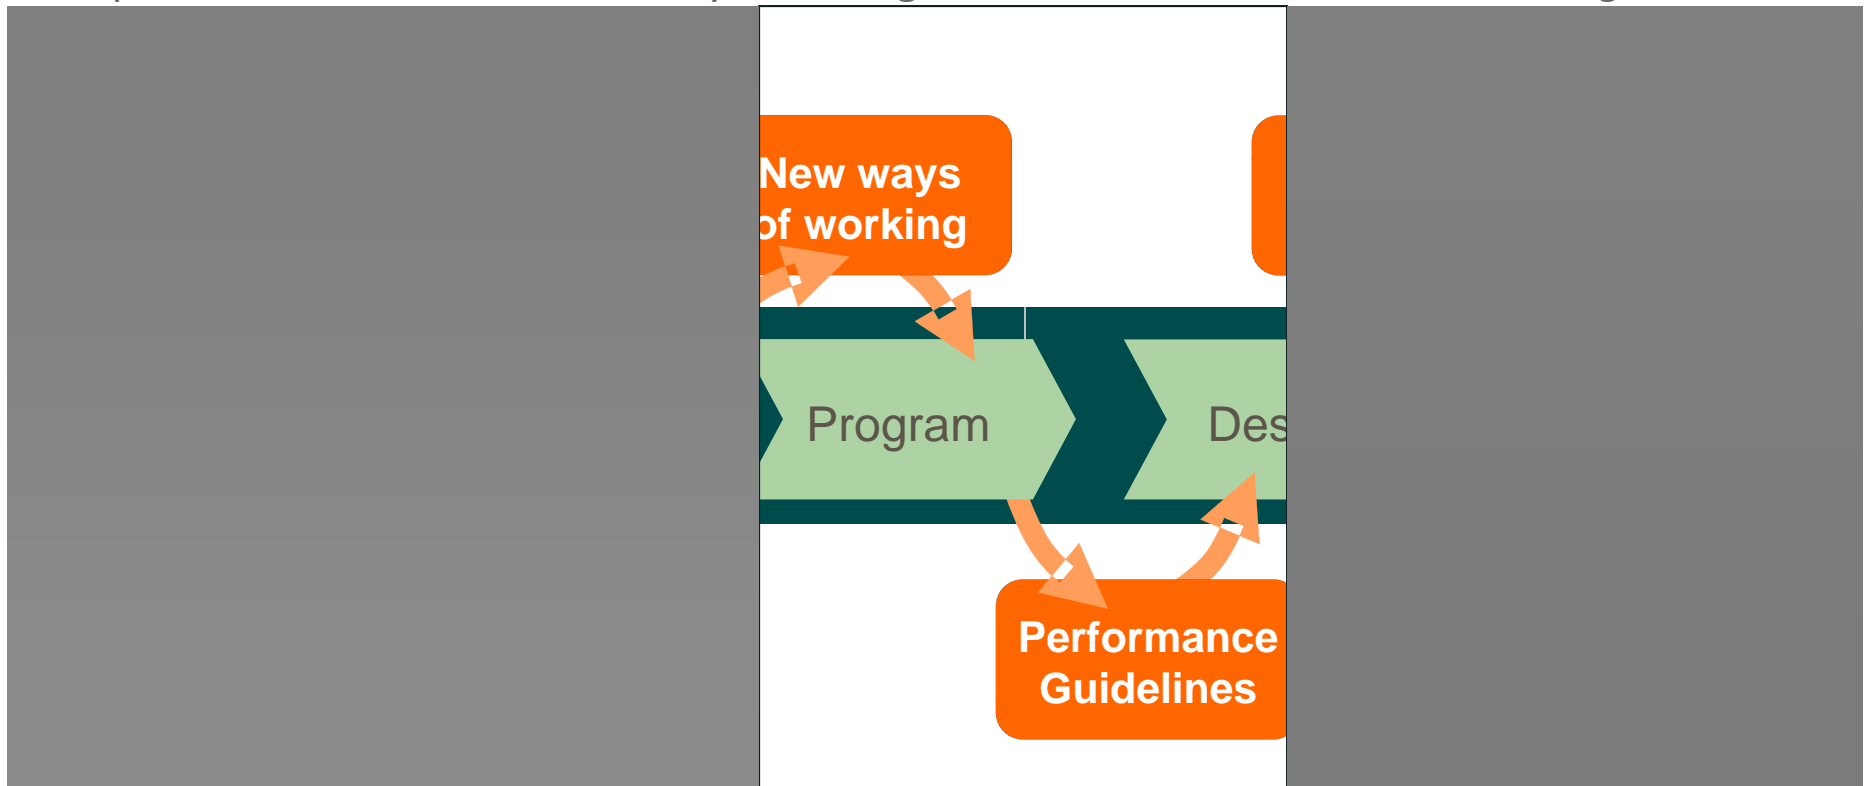 New ways
of working
Program
Des
Performance
Guidelines